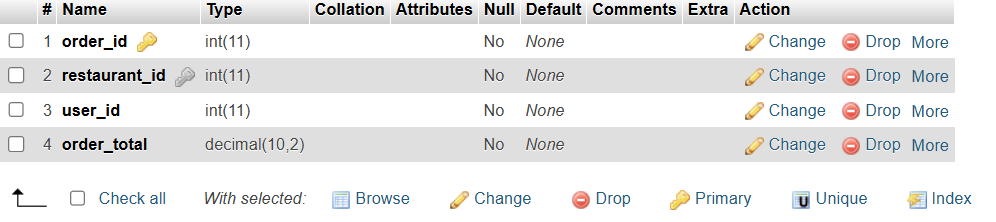 # Name Type Collation Attributes Null Default Comments Extra Action
1 order_id int(11) No None Change Drop More
2 restaurant_id int(11) No None Change Drop More
3 user_id int(11) No None Change Drop More
4 order_total decimal(10,2) No None Change Drop More
Check all With selected: Browse Change Drop Primary U Unique Index